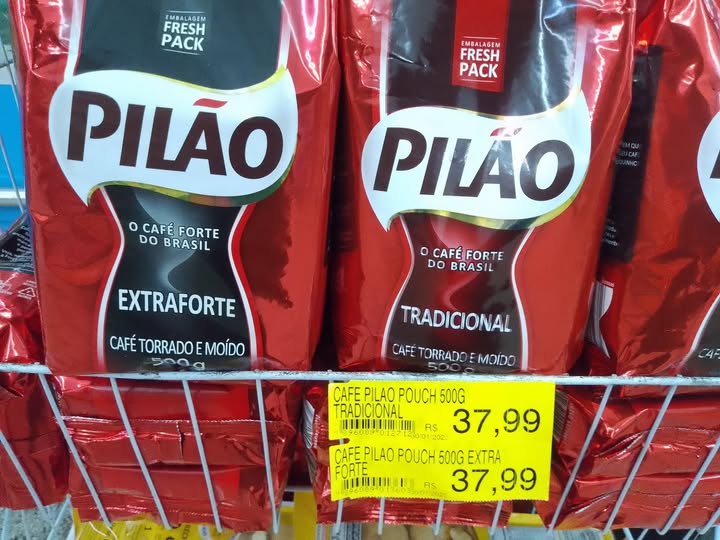 EMBALAGEM
FRESH
PACK
PILÃO
O CAFÉ FORTE
DO BRASIL
EXTRAFORTE
CAFÉ TORRADO E MOÍDO
500g
EMBALAGEM
FRESH
PACK
PILÃO
O CAFÉ FORTE
DO BRASIL
TRADICIONAL
CAFÉ TORRADO E MOÍDO
500g
CAFE PILAO POUCH 500G
TRADICIONAL
R$ 37,99
CAFE PILAO POUCH 500G EXTRA
FORTE
R$ 37,99